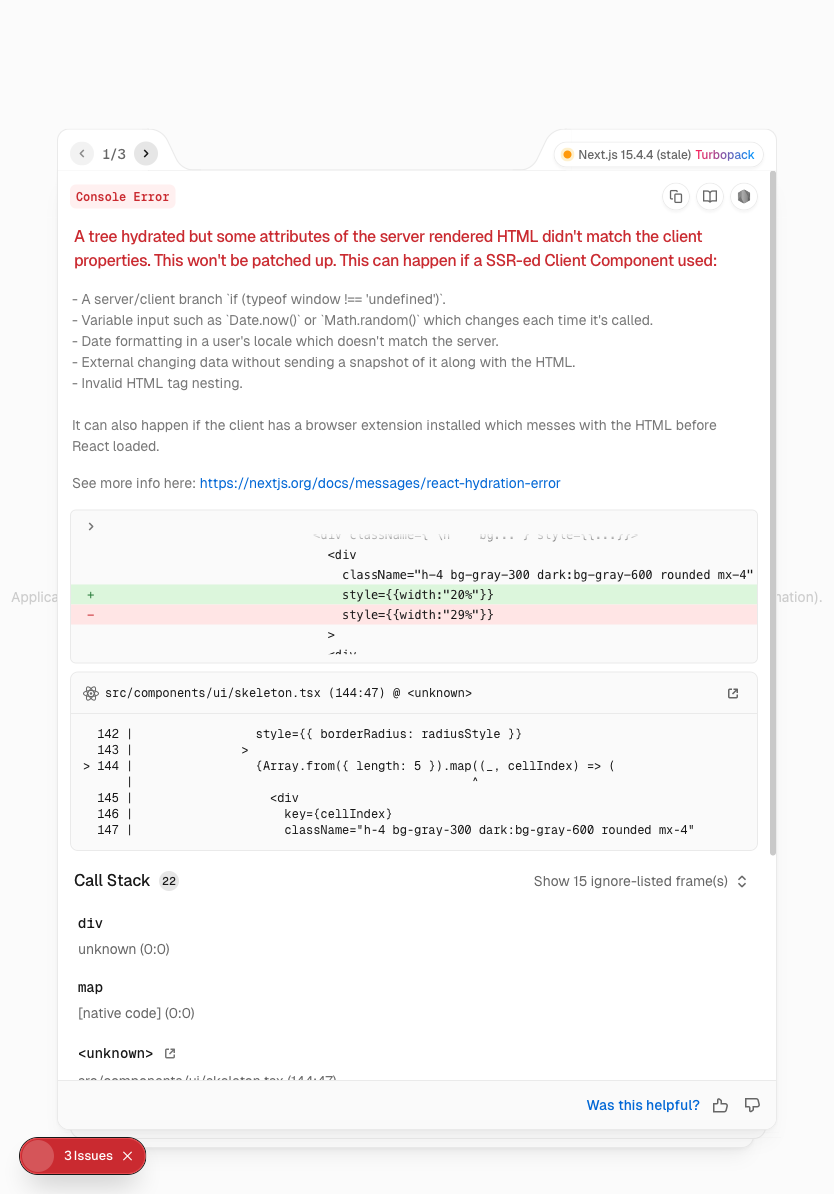 1/3
Next.js 15.4.4 (stale) Turbopack
Console Error
A tree hydrated but some attributes of the server rendered HTML didn't match the client
properties. This won't be patched up. This can happen if a SSR-ed Client Component used:
- A server/client branch `if (typeof window !== 'undefined')`.
- Variable input such as `Date.now()` or `Math.random()` which changes each time it's called.
- Date formatting in a user's locale which doesn't match the server.
- External changing data without sending a snapshot of it along with the HTML.
- Invalid HTML tag nesting.
It can also happen if the client has a browser extension installed which messes with the HTML before
React loaded.
See more info here: https://nextjs.org/docs/messages/react-hydration-error
<div
className="h-4 bg-gray-300 dark:bg-gray-600 rounded mx-4"
+ style={{width:"20%"}}
- style={{width:"29%"}}
>
<div
src/components/ui/skeleton.tsx (144:47) @ <unknown>
142 | style={{ borderRadius: radiusStyle }}
143 | >
> 144 | {Array.from({ length: 5 }).map((_, cellIndex) => (
| ^
145 | <div
146 | key={cellIndex}
147 | className="h-4 bg-gray-300 dark:bg-gray-600 rounded mx-4"
Call Stack 22
Show 15 ignore-listed frame(s)
div
unknown (0:0)
map
[native code] (0:0)
<unknown>
src/components/ui/skeleton.tsx (144:47)
Was this helpful?
3 Issues